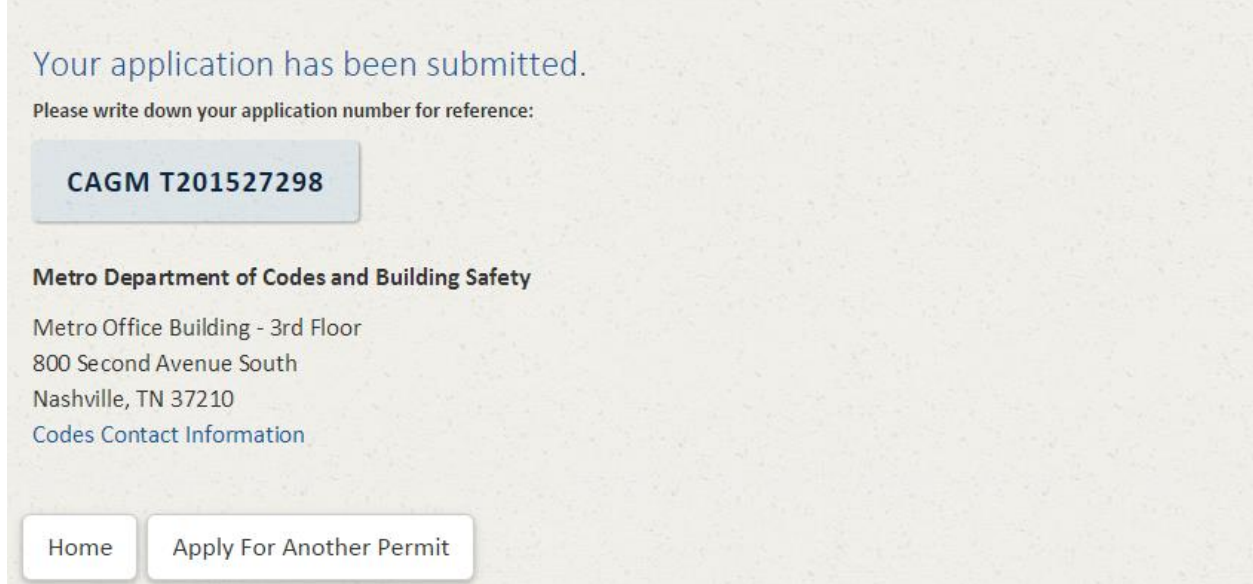 Your application has been submitted.
Please write down your application number for reference:
CAGM T201527298
Metro Department of Codes and Building Safety
Metro Office Building - 3rd Floor
800 Second Avenue South
Nashville, TN 37210
Codes Contact Information
Home
Apply For Another Permit